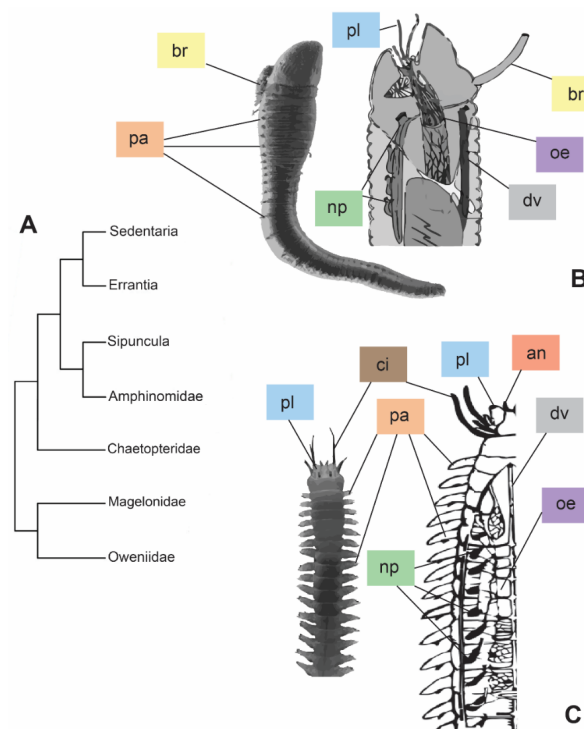 pl
br
br
pa
oe
np
dv
A
B
Sedentaria
Errantia
Sipuncula
Amphinomidae
Chaetopteridae
Magelonidae
Oweniidae
ci
pl
an
pl
pa
dv
oe
np
C